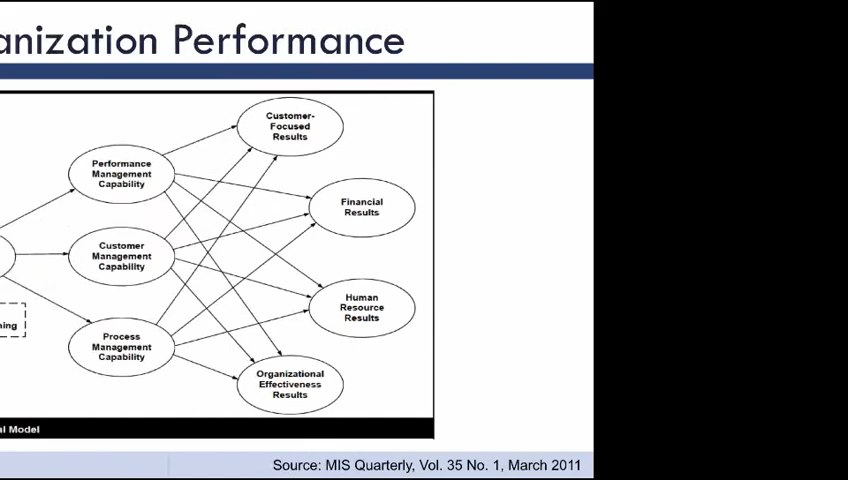 anization Performance
Customer-
Focused
Results
Performance
Management
Capability
Financial
Results
Customer
Management
Capability
Human
Resource
Results
ning
Process
Management
Capability
Organizational
Effectiveness
Results
al Model
Source: MIS Quarterly, Vol. 35 No. 1, March 2011